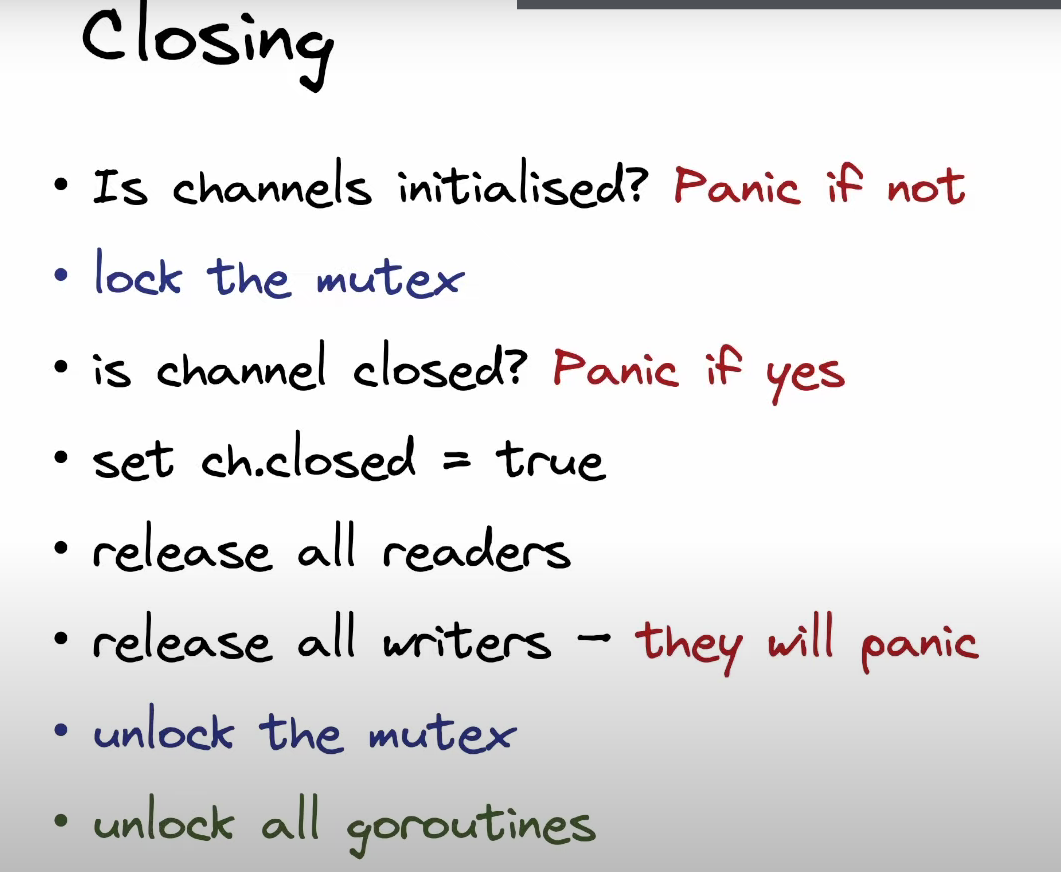 Closing
• Is channels initialised? Panic if not
• lock the mutex
• is channel closed? Panic if yes
• set ch.closed = true
• release all readers
• release all writers – they will panic
• unlock the mutex
• unlock all goroutines